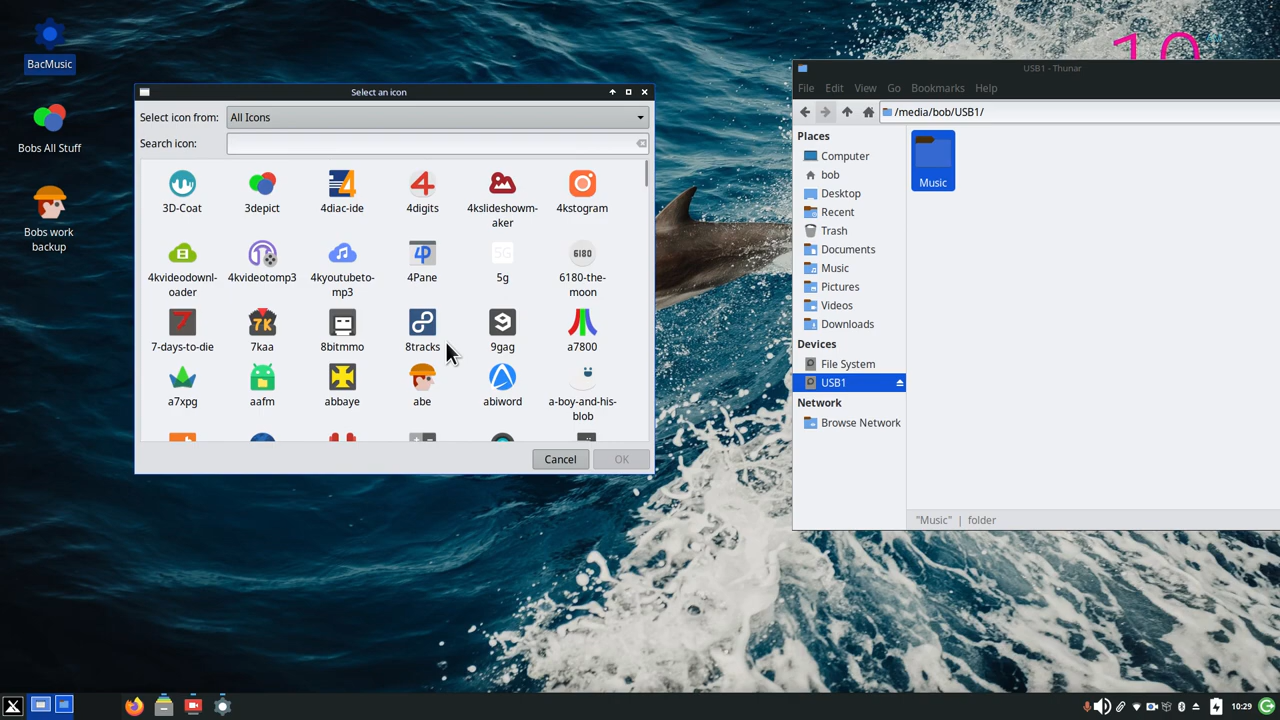 BacMusic
Bobs All Stuff
Bobs work
backup
10
Select an icon
Select icon from:
All Icons
Search icon:
3D-Coat
3depict
4diac-ide
4digits
4kslideshowm-
aker
4kstogram
4kvideodownl-
oader
4kvideotomp3
4kyoutubeto-
mp3
4Pane
5g
6180-the-
moon
7-days-to-die
7kaa
8bitmmo
8tracks
9gag
a7800
a7xpg
aafm
abbaye
abe
abiword
a-boy-and-his-
blob
Cancel
OK
USB1 - Thunar
File Edit View Go Bookmarks Help
/media/bob/USB1/
Places
Computer
bob
Desktop
Recent
Trash
Documents
Music
Pictures
Videos
Downloads
Devices
File System
USB1
Network
Browse Network
Music
"Music" | folder
10:29